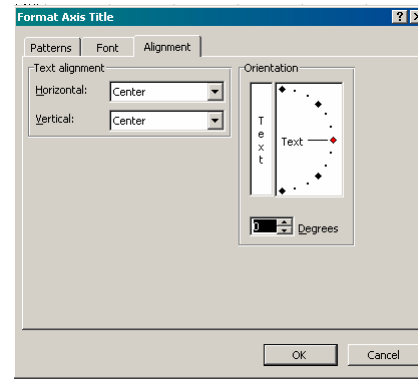 Format Axis Title
Patterns Font Alignment
Text alignment
Horizontal: Center
Vertical: Center
Orientation
T
e
x
t
Text
0 Degrees
OK Cancel